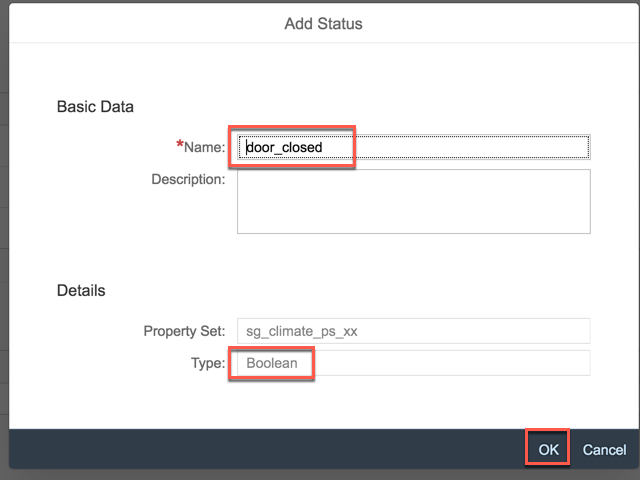 Add Status
Basic Data
*Name: door_closed
Description:
Details
Property Set: sg_climate_ps_xx
Type: Boolean
OK Cancel